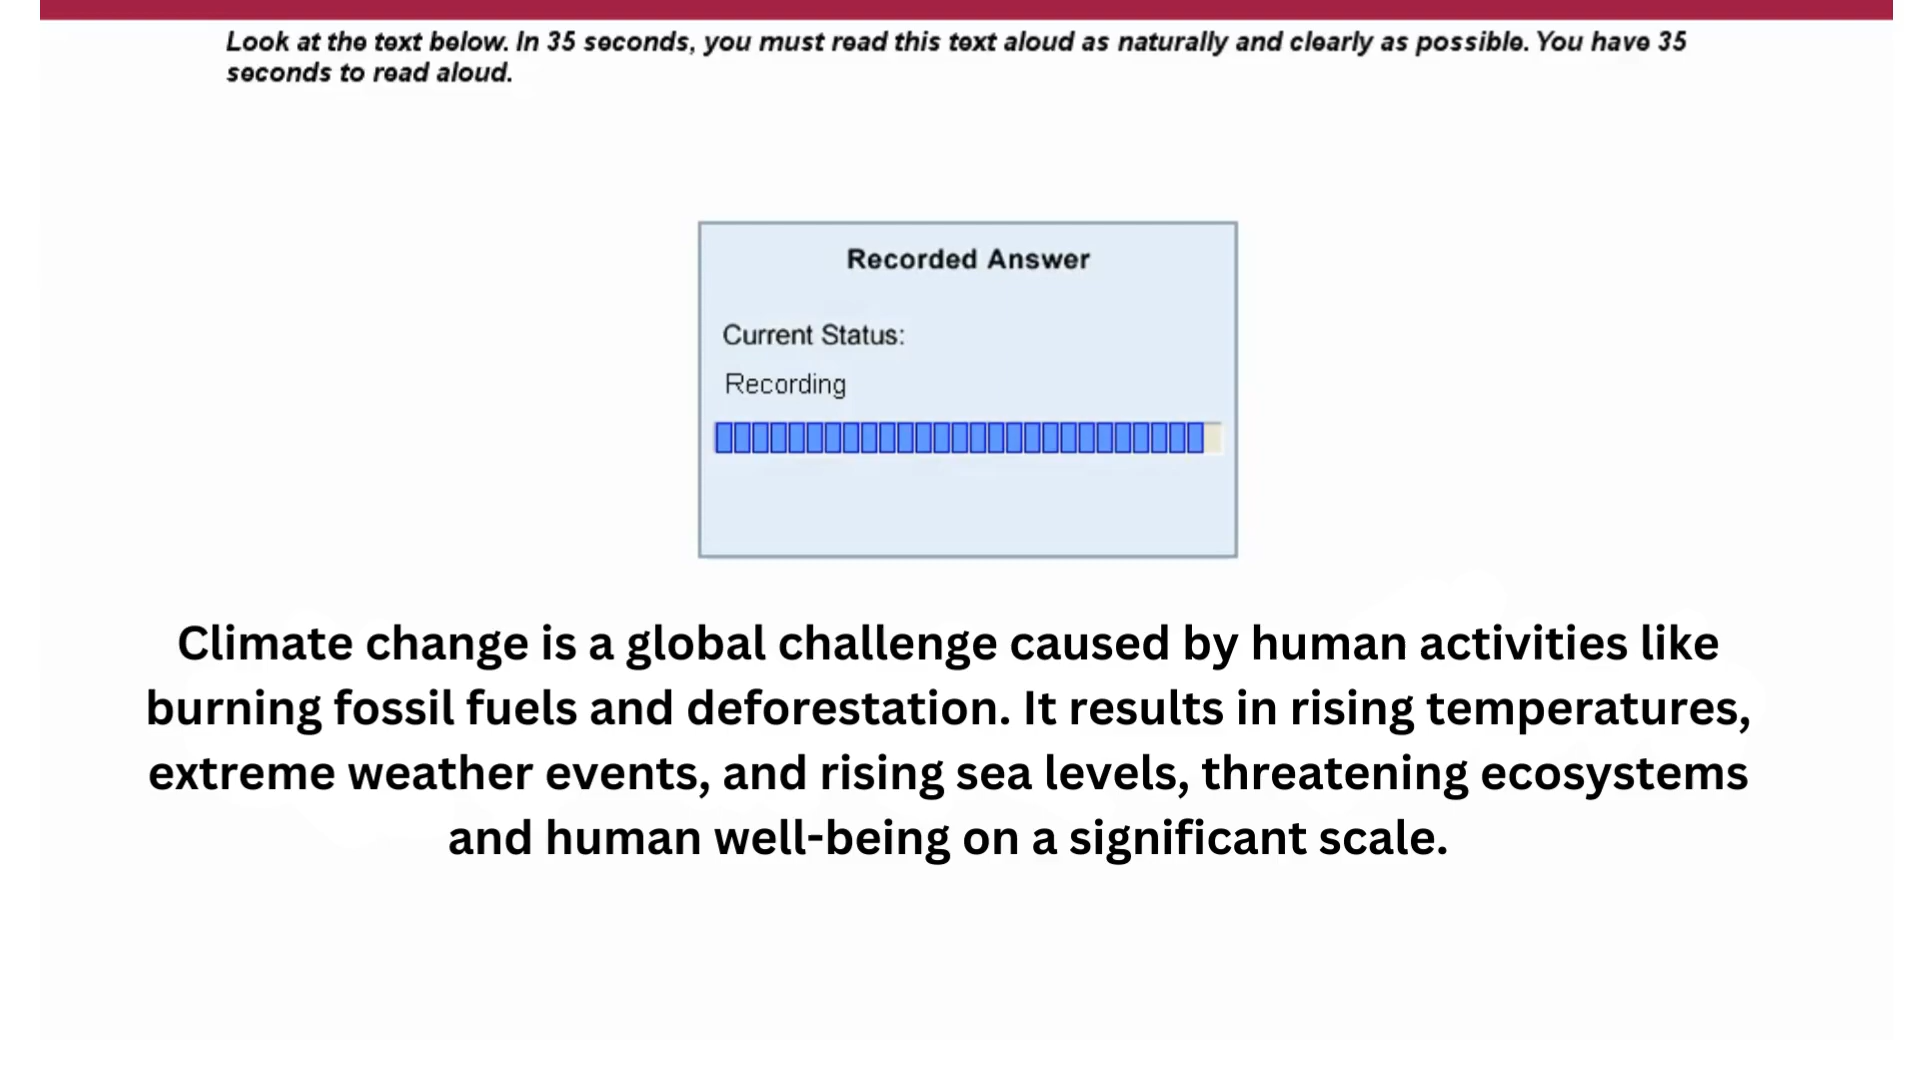 Look at the text below. In 35 seconds, you must read this text aloud as naturally and clearly as possible. You have 35
seconds to read aloud.
Recorded Answer
Current Status:
Recording
Climate change is a global challenge caused by human activities like
burning fossil fuels and deforestation. It results in rising temperatures,
extreme weather events, and rising sea levels, threatening ecosystems
and human well-being on a significant scale.